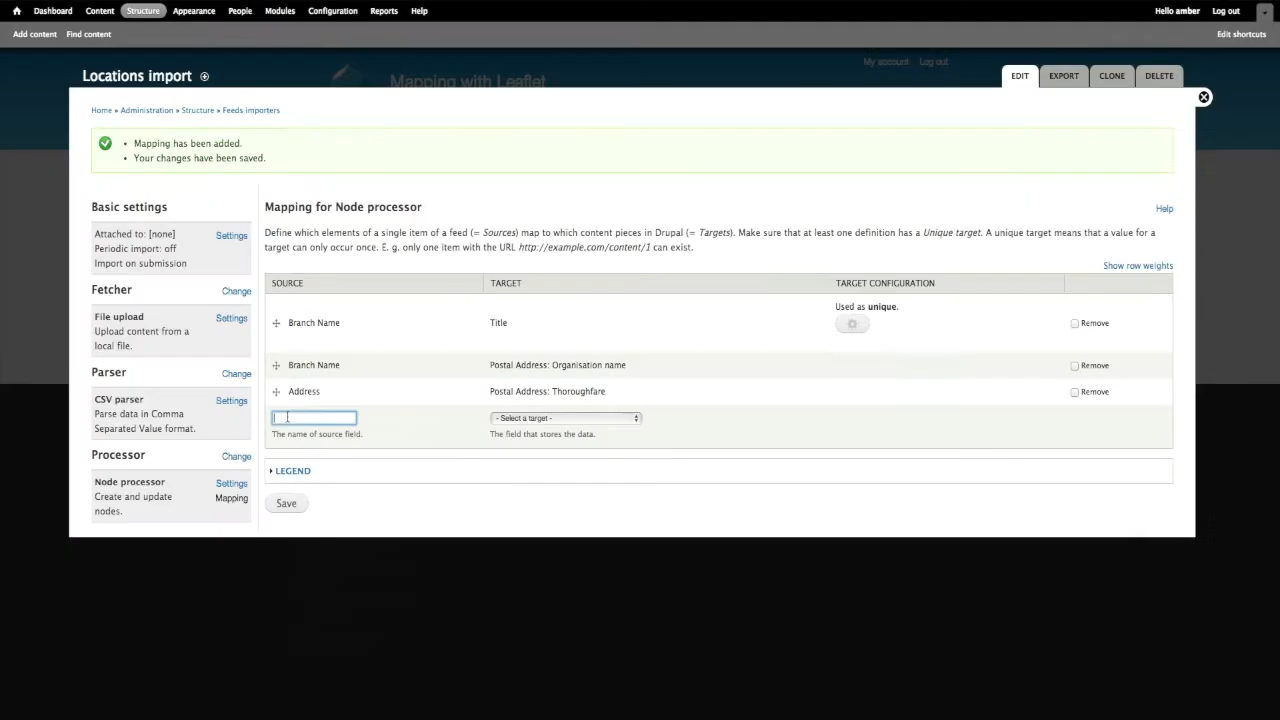 Dashboard Content Structure Appearance People Modules Configuration Reports Help Hello amber Log out
Add content Find content Edit shortcuts
My account Log out
Locations import Mapping with Leaflet EDIT EXPORT CLONE DELETE
Home » Administration » Structure » Feeds importers
• Mapping has been added.
• Your changes have been saved.
Basic settings
Attached to: [none] Settings
Periodic import: off
Import on submission
Fetcher Change
File upload Settings
Upload content from a
local file.
Parser Change
CSV parser Settings
Parse data in Comma
Separated Value format.
Processor Change
Node processor Settings
Create and update Mapping
nodes.
Mapping for Node processor
Help
Define which elements of a single item of a feed (= Sources) map to which content pieces in Drupal (= Targets). Make sure that at least one definition has a Unique target. A unique target means that a value for a
target can only occur once. E. g. only one item with the URL http://example.com/content/1 can exist.
Show row weights
SOURCE TARGET TARGET CONFIGURATION
Used as unique.
Branch Name Title Remove
Branch Name Postal Address: Organisation name Remove
Address Postal Address: Thoroughfare Remove
- Select a target -
The name of source field. The field that stores the data.
LEGEND
Save